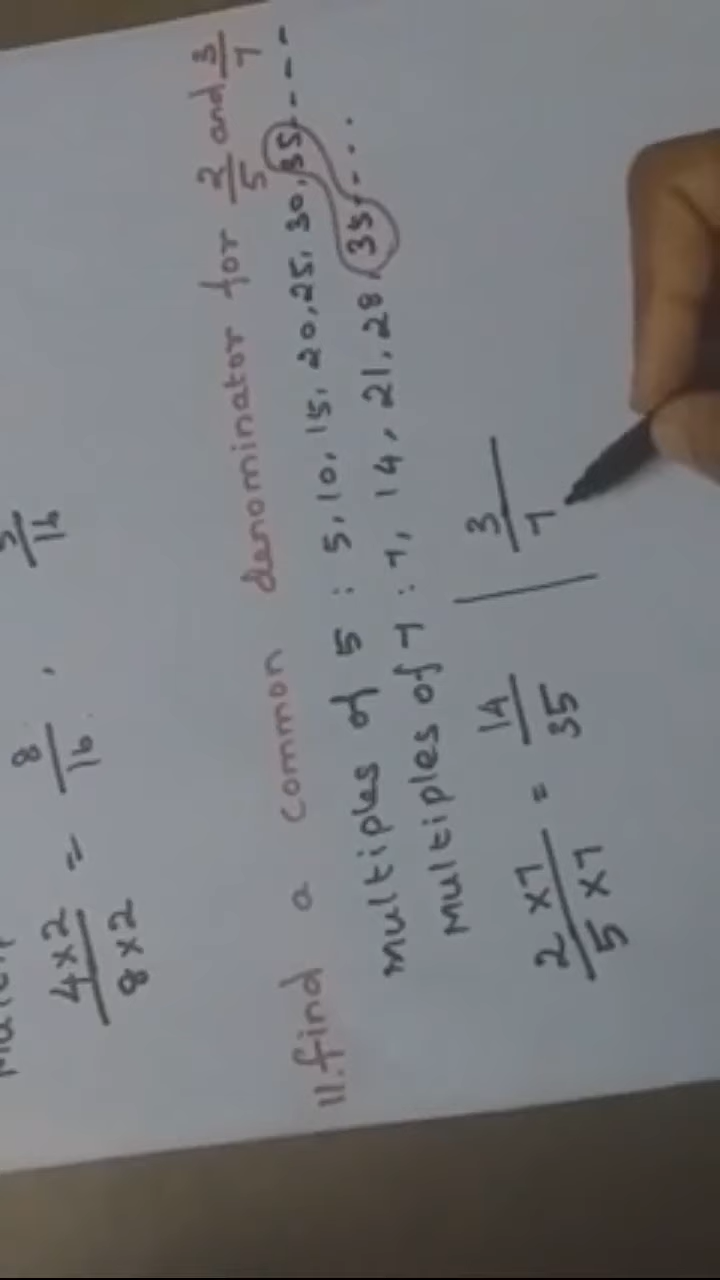 4×2/8×2 = 8/16
11. find a common denominator for 2/5 and 3/7
multiples of 5 : 5, 10, 15, 20, 25, 30, 35, - - - -
Multiples of 7 : 7, 14, 21, 28, 35, - . . .
2×7/5×7 = 14/35 | 3/7